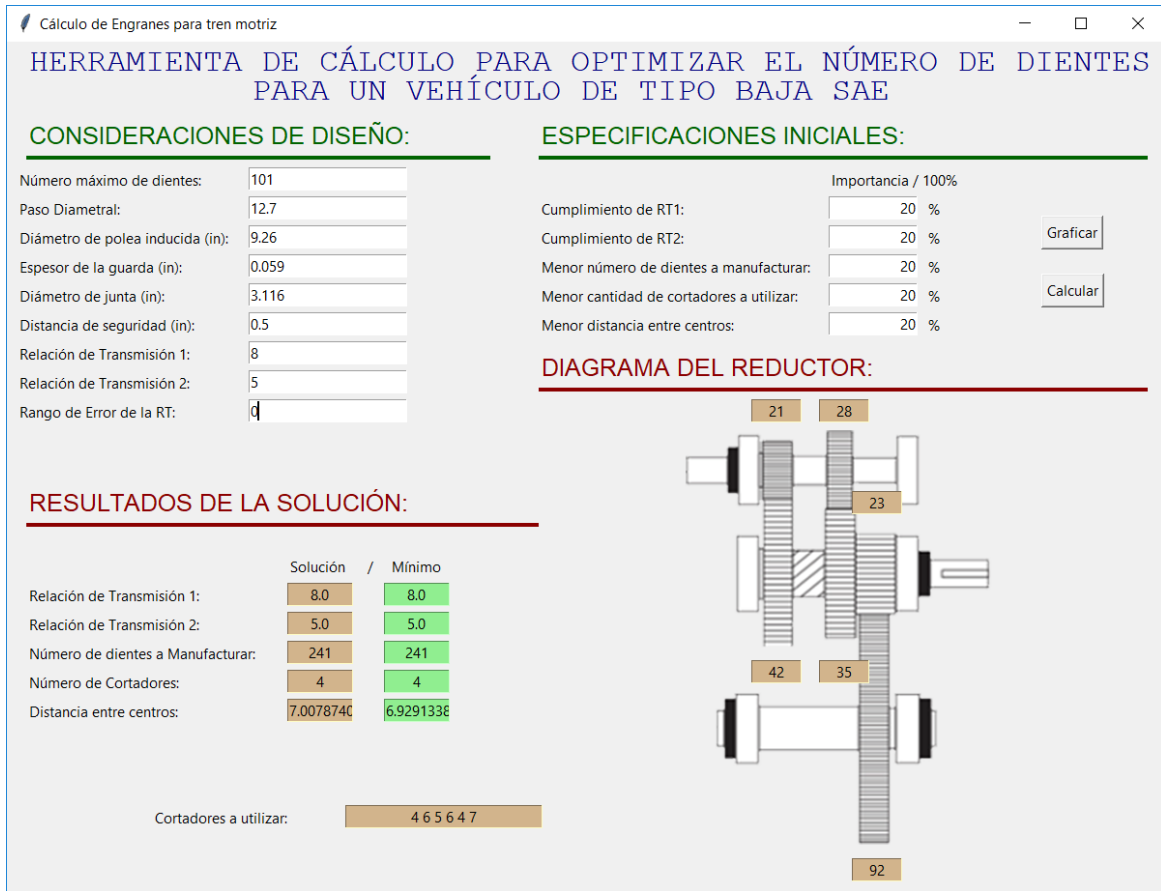 Cálculo de Engranes para tren motriz
HERRAMIENTA DE CÁLCULO PARA OPTIMIZAR EL NÚMERO DE DIENTES
PARA UN VEHÍCULO DE TIPO BAJA SAE
CONSIDERACIONES DE DISEÑO:
Número máximo de dientes: 101
Paso Diametral: 12.7
Diámetro de polea inducida (in): 9.26
Espesor de la guarda (in): 0.059
Diámetro de junta (in): 3.116
Distancia de seguridad (in): 0.5
Relación de Transmisión 1: 8
Relación de Transmisión 2: 5
Rango de Error de la RT: 0
ESPECIFICACIONES INICIALES:
Importancia / 100%
Cumplimiento de RT1: 20 %
Cumplimiento de RT2: 20 %
Menor número de dientes a manufacturar: 20 %
Menor cantidad de cortadores a utilizar: 20 %
Menor distancia entre centros: 20 %
Graficar
Calcular
DIAGRAMA DEL REDUCTOR:
21 28
23
42 35
92
RESULTADOS DE LA SOLUCIÓN:
Solución / Mínimo
Relación de Transmisión 1: 8.0 8.0
Relación de Transmisión 2: 5.0 5.0
Número de dientes a Manufacturar: 241 241
Número de Cortadores: 4 4
Distancia entre centros: 7.0078740 6.9291338
Cortadores a utilizar: 4 6 5 6 4 7